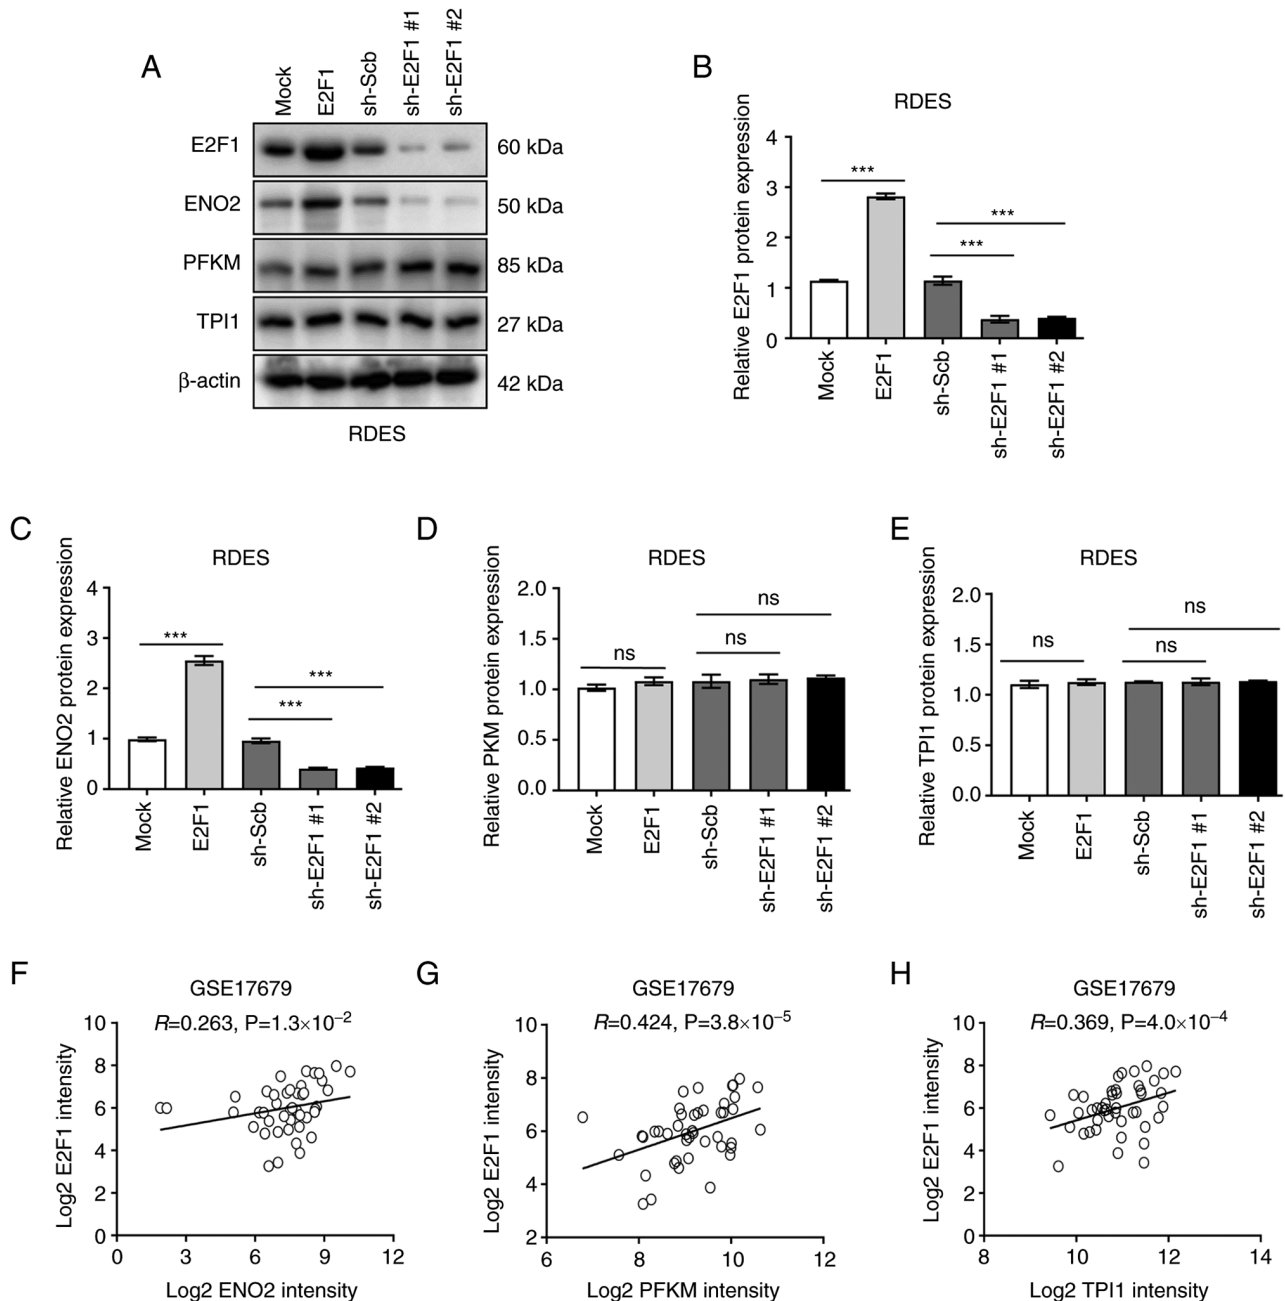 A
Mock
E2F1
sh-Scb
sh-E2F1 #1
sh-E2F1 #2
E2F1
60 kDa
ENO2
50 kDa
PFKM
85 kDa
TPI1
27 kDa
β-actin
42 kDa
RDES
B
RDES
Relative E2F1 protein expression
4
3
2
1
0
***
***
***
Mock
E2F1
sh-Scb
sh-E2F1 #1
sh-E2F1 #2
C
RDES
Relative ENO2 protein expression
4
3
2
1
0
***
***
***
Mock
E2F1
sh-Scb
sh-E2F1 #1
sh-E2F1 #2
D
RDES
Relative PKM protein expression
2.0
1.5
1.0
0.5
0.0
ns
ns
ns
Mock
E2F1
sh-Scb
sh-E2F1 #1
sh-E2F1 #2
E
RDES
Relative TPI1 protein expression
2.0
1.5
1.0
0.5
0.0
ns
ns
ns
Mock
E2F1
sh-Scb
sh-E2F1 #1
sh-E2F1 #2
F
GSE17679
R=0.263, P=1.3×10⁻²
Log2 E2F1 intensity
10
8
6
4
2
0
0 3 6 9 12
Log2 ENO2 intensity
G
GSE17679
R=0.424, P=3.8×10⁻⁵
Log2 E2F1 intensity
10
8
6
4
2
6 8 10 12
Log2 PFKM intensity
H
GSE17679
R=0.369, P=4.0×10⁻⁴
Log2 E2F1 intensity
10
8
6
4
2
0
8 10 12 14
Log2 TPI1 intensity